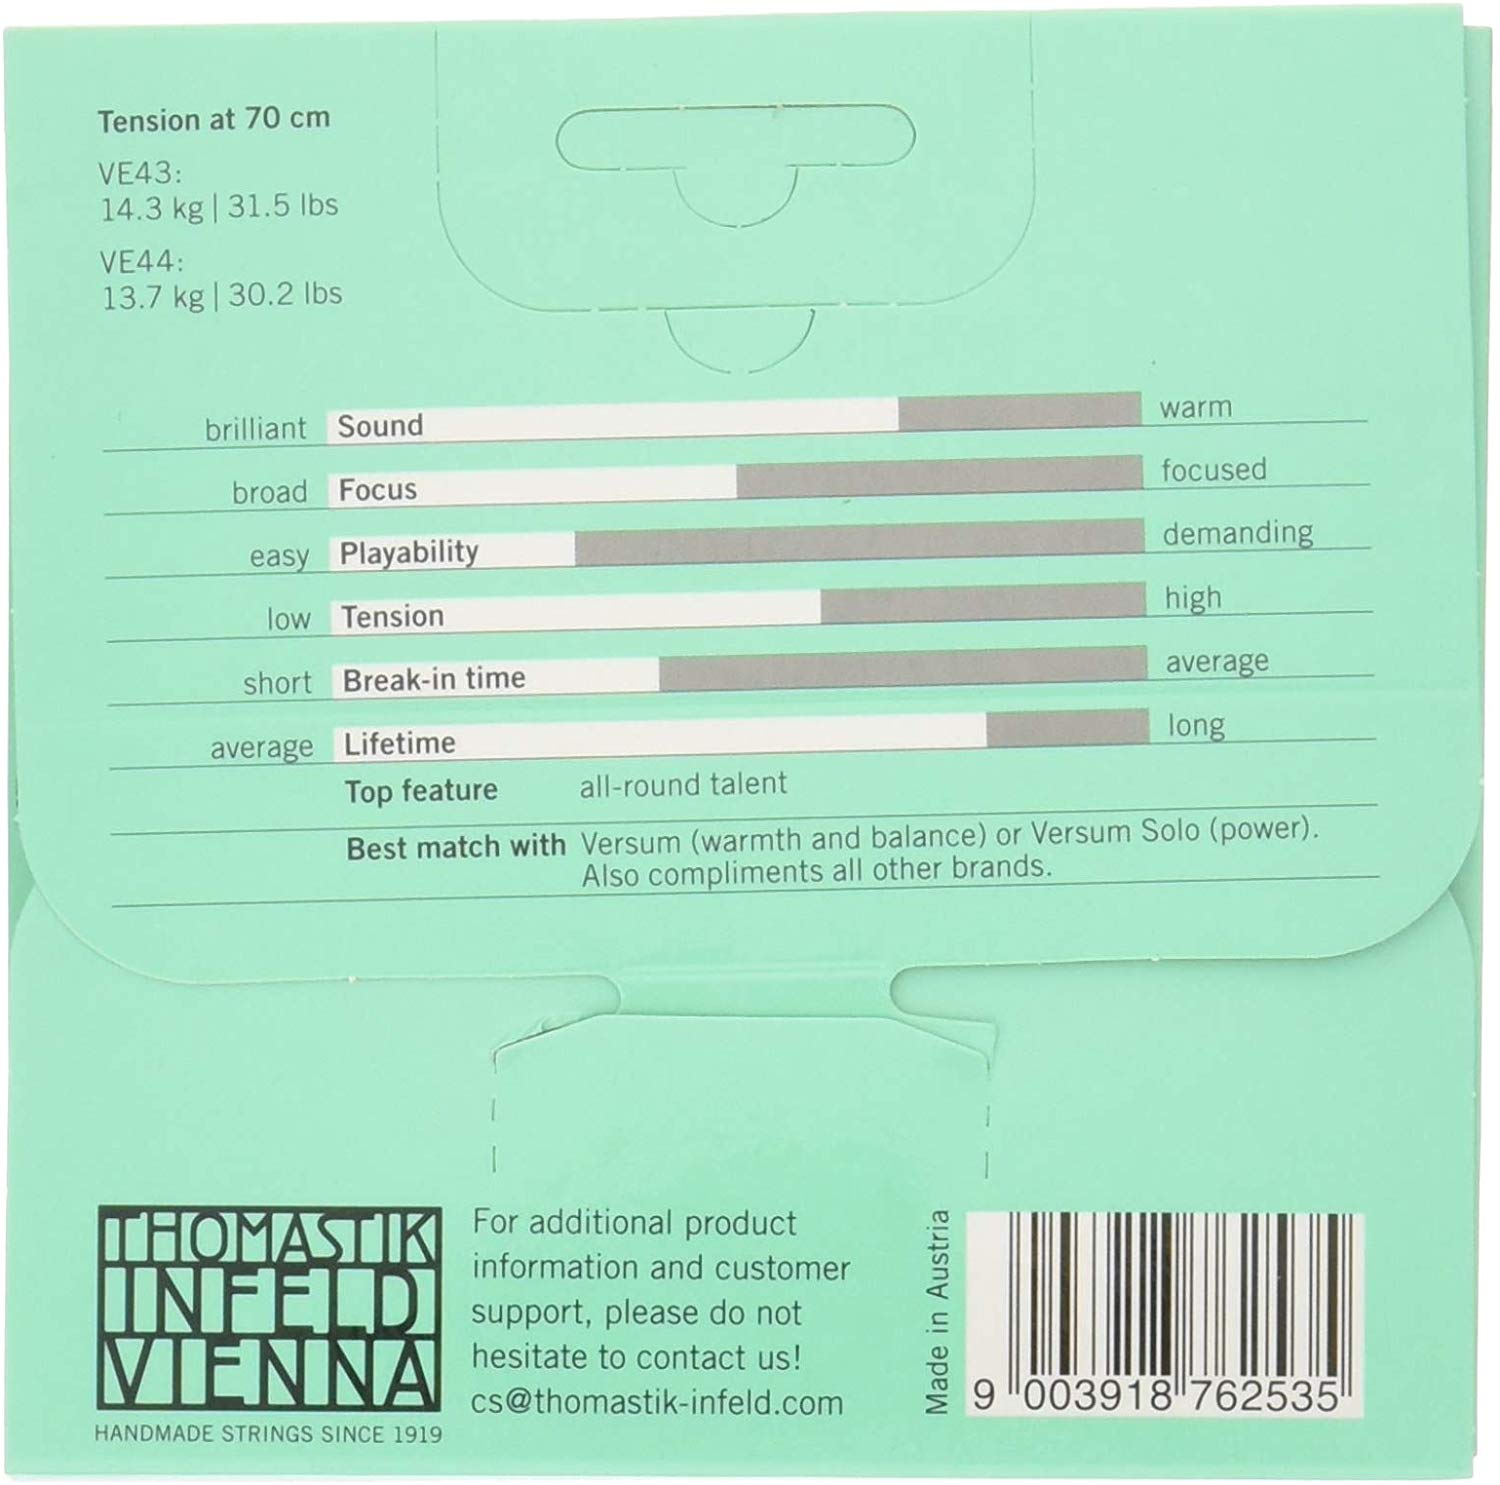 Tension at 70 cm
VE43:
14.3 kg | 31.5 lbs
VE44:
13.7 kg | 30.2 lbs
brilliant Sound warm
broad Focus focused
easy Playability demanding
low Tension high
short Break-in time average
average Lifetime long
Top feature all-round talent
Best match with Versum (warmth and balance) or Versum Solo (power).
Also compliments all other brands.
THOMASTIK
INFELD
VIENNA
HANDMADE STRINGS SINCE 1919
For additional product
information and customer
support, please do not
hesitate to contact us!
cs@thomastik-infeld.com
Made in Austria
9 003918 762535